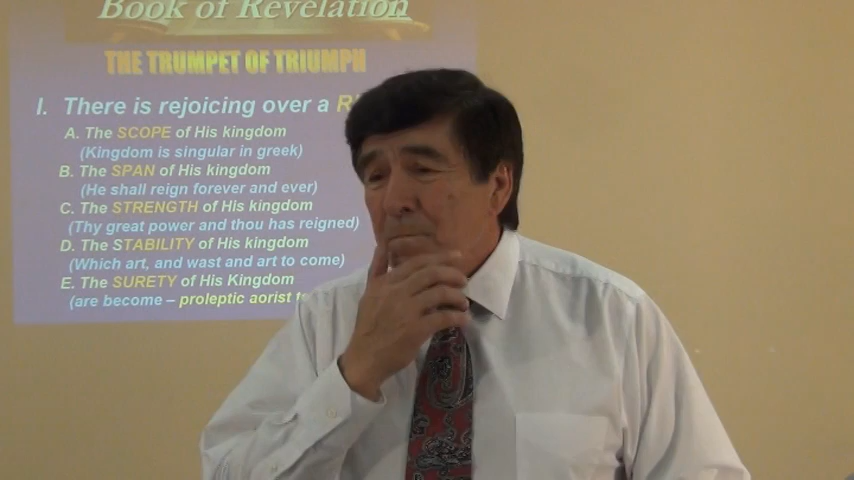 Book of Revelation
THE TRUMPET OF TRIUMPH
I. There is rejoicing over a
A. The SCOPE of His kingdom
(Kingdom is singular in greek)
B. The SPAN of His kingdom
(He shall reign forever and ever)
C. The STRENGTH of His kingdom
(Thy great power and thou has reigned)
D. The STABILITY of His kingdom
(Which art, and wast and art to come)
E. The SURETY of His Kingdom
(are become – proleptic aorist